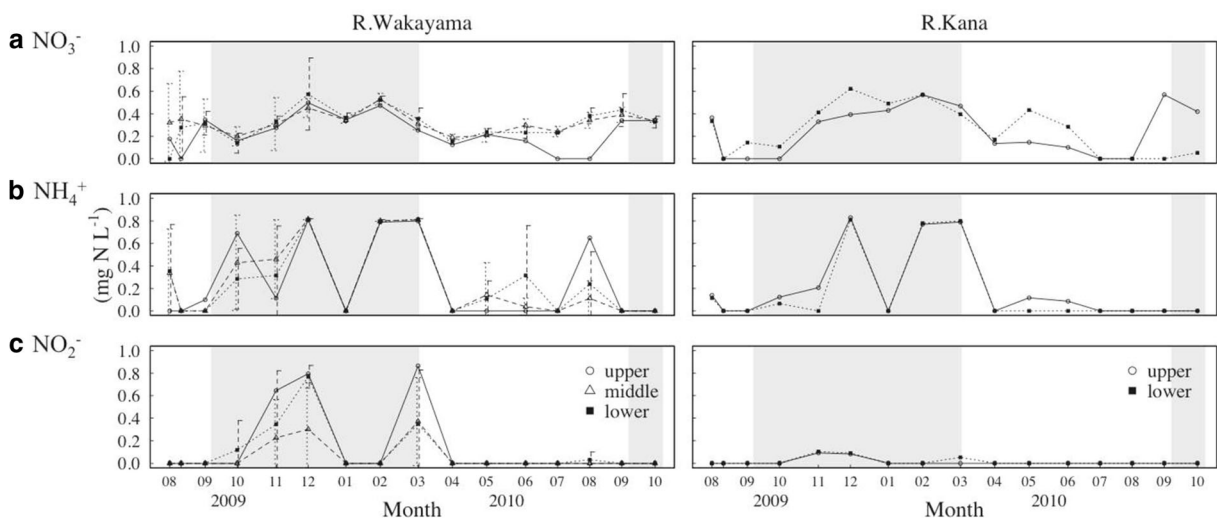 R.Wakayama R.Kana
a NO3-
1.0
0.8
0.6
0.4
0.2
0.0
b NH4+
1.0
0.8
0.6
0.4
0.2
0.0
(mg N L-1)
c NO2-
1.0
0.8
0.6
0.4
0.2
0.0
upper
middle
lower
upper
lower
08 09 10 11 12 01 02 03 04 05 06 07 08 09 10
2009 2010
Month
08 09 10 11 12 01 02 03 04 05 06 07 08 09 10
2009 2010
Month